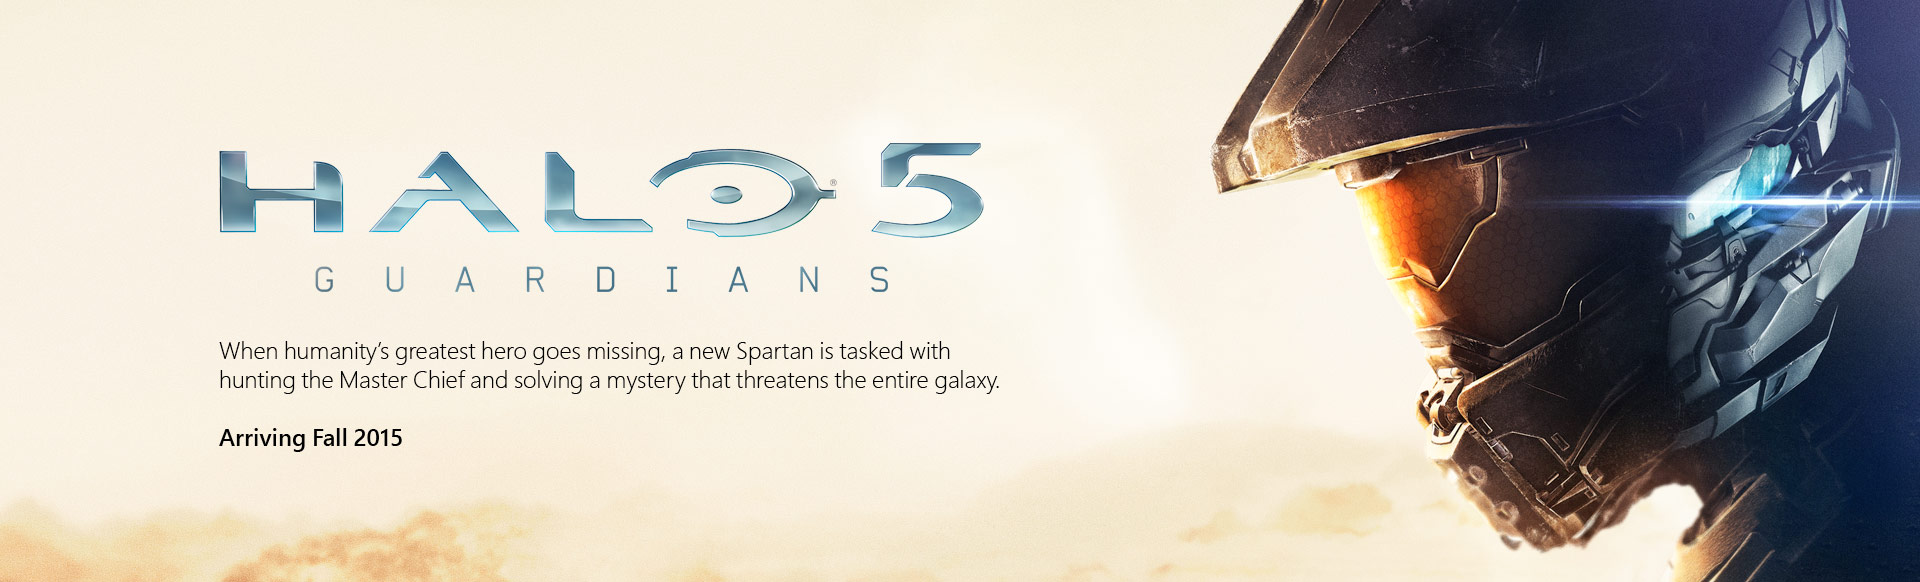 HALO 5
®
GUARDIANS
When humanity’s greatest hero goes missing, a new Spartan is tasked with
hunting the Master Chief and solving a mystery that threatens the entire galaxy.
Arriving Fall 2015